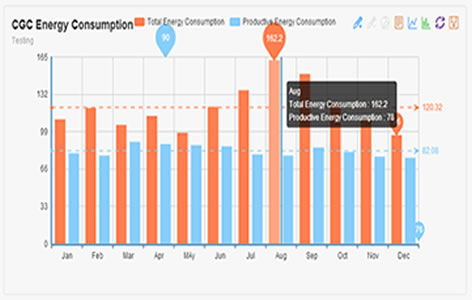 CGC Energy Consumption
Total Energy Consumption
Productive Energy Consumption
Testing
90
162.2
165
132
99
66
33
0
Aug
Total Energy Consumption : 162.2
Productive Energy Consumption : 78
120.32
82.08
Jan Feb Mar Apr MAy Jun Jul Aug Sep Oct Nov Dec